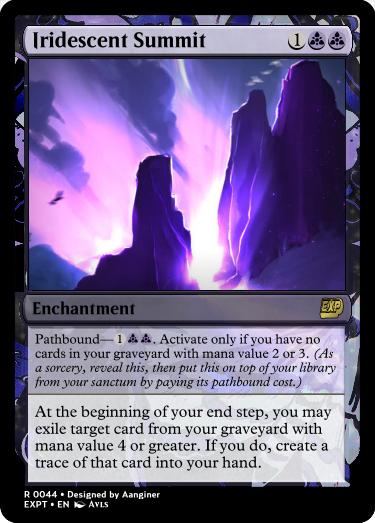 Iridescent Summit 1
EXP
Enchantment
Pathbound—1. Activate only if you have no
cards in your graveyard with mana value 2 or 3. (As
a sorcery, reveal this, then put this on top of your library
from your sanctum by paying its pathbound cost.)
At the beginning of your end step, you may
exile target card from your graveyard with
mana value 4 or greater. If you do, create a
trace of that card into your hand.
R 0044 • Designed by Aanginer
EXPT • EN AVLS